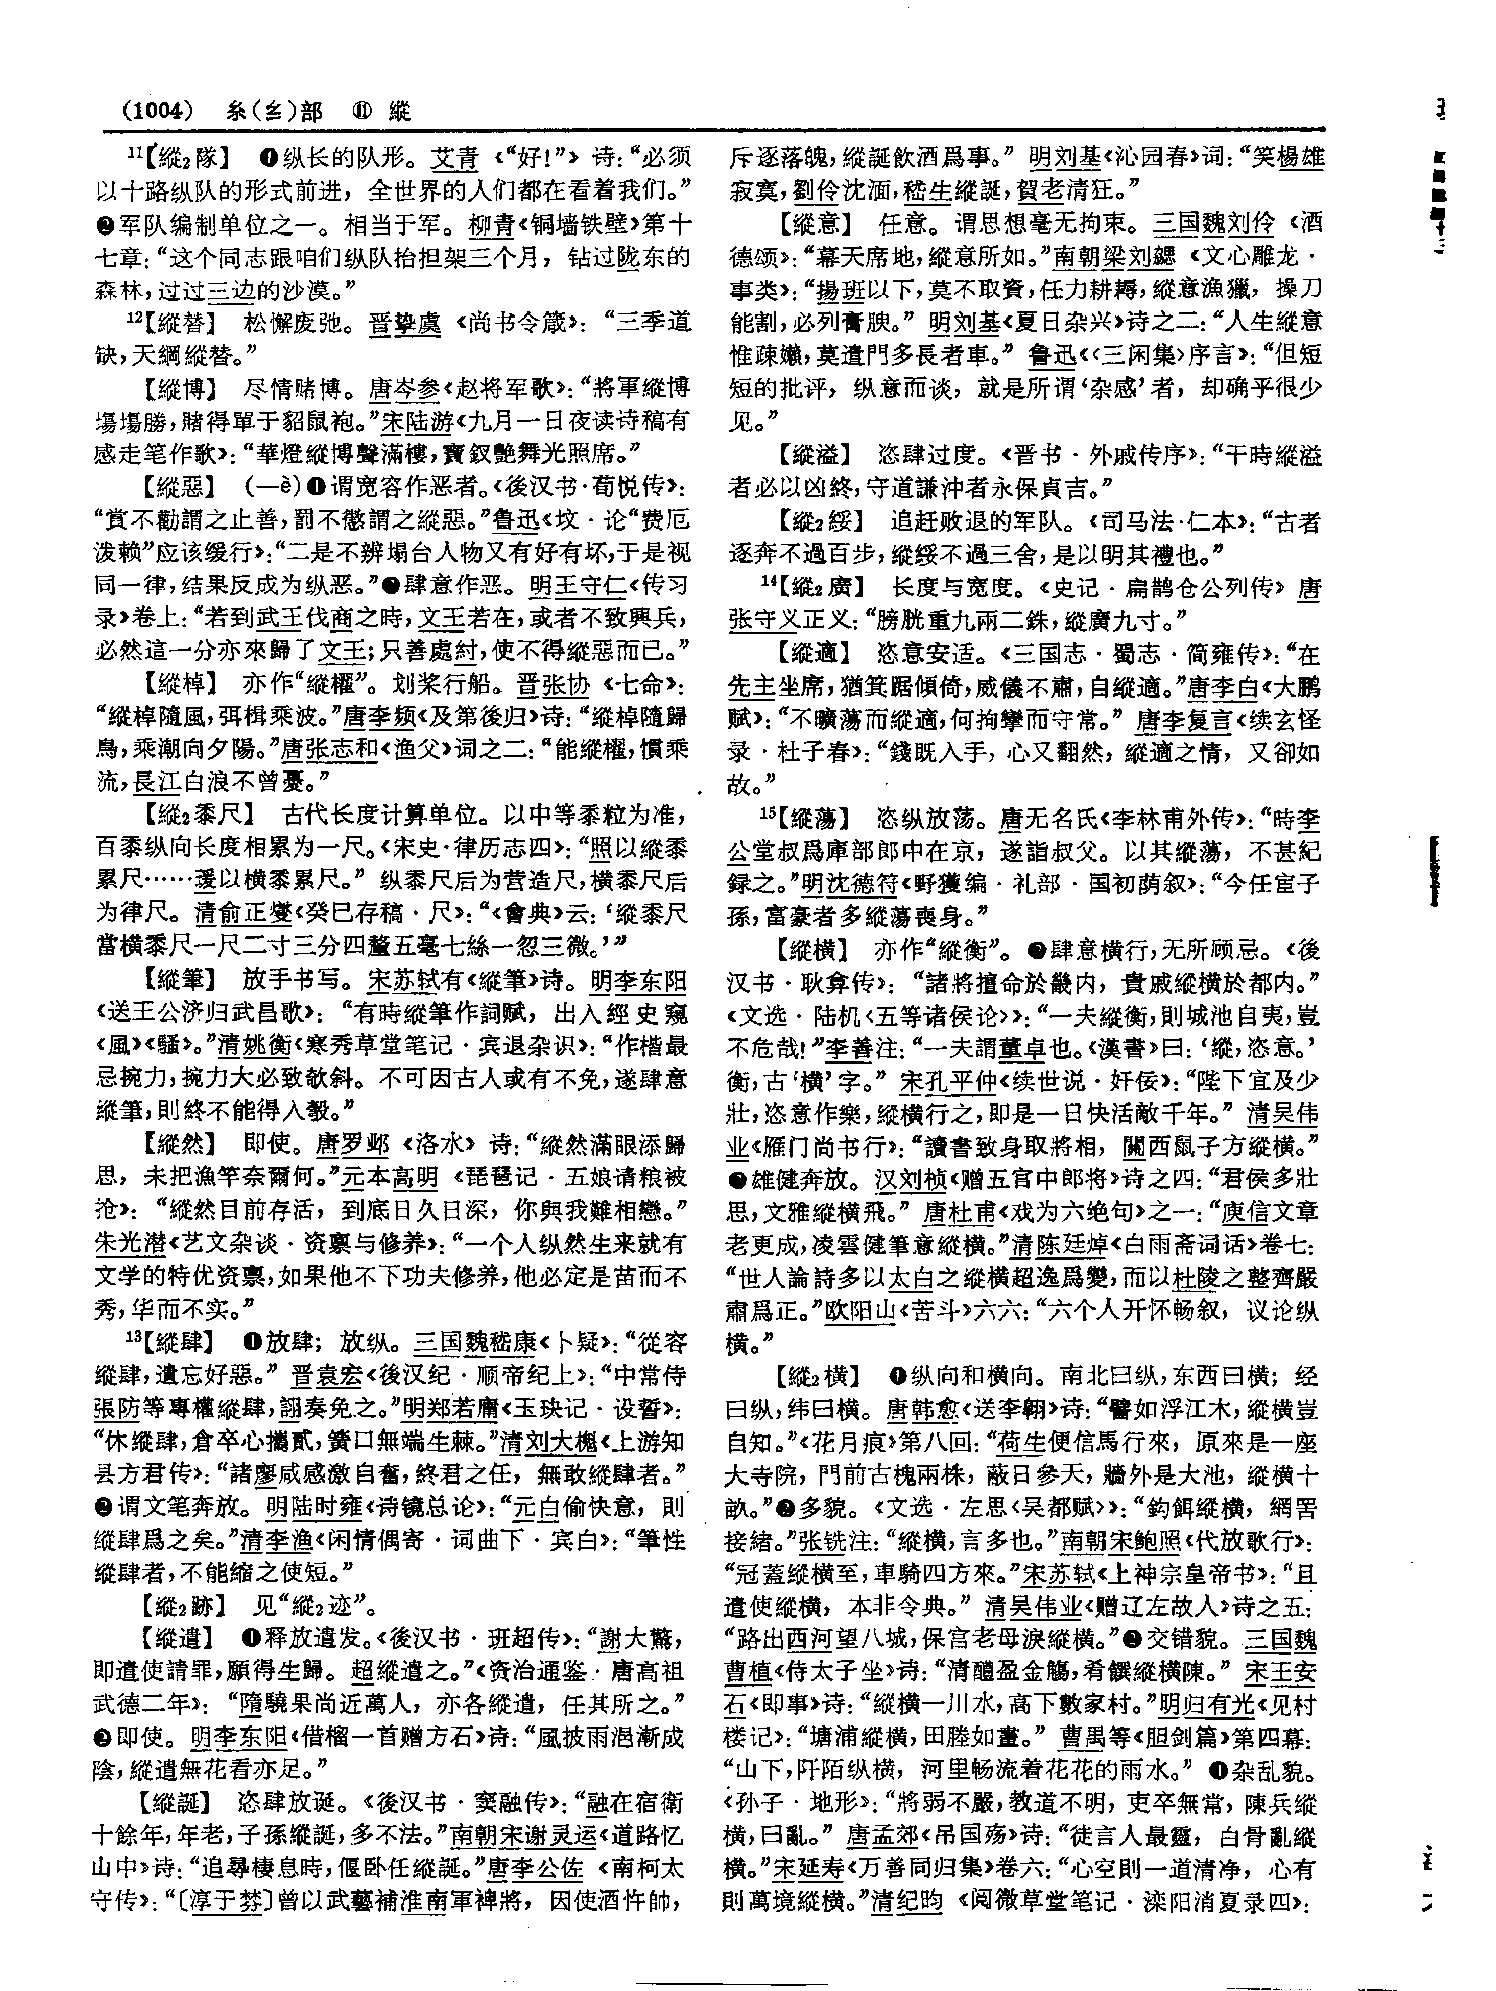 (1004) 糸(纟)部 ⑪ 縱
11【縱2隊】 ❶纵长的队形。艾青《“好!”》诗:“必须
以十路纵队的形式前进，全世界的人们都在看着我们。”
❷军队编制单位之一。相当于军。柳青《铜墙铁壁》第十
七章:“这个同志跟咱们纵队抬担架三个月，钻过陇东的
森林,过过三边的沙漠。”
12【縱替】 松懈废弛。晋挚虞《尚书令箴》:“三季道
缺,天綱縱替。”
【縱博】 尽情赌博。唐岑参《赵将军歌》:“將軍縱博
場場勝,賭得單于貂鼠袍。”宋陆游《九月一日夜读诗稿有
感走笔作歌》:“華燈縱博聲滿樓,寶釵艷舞光照席。”
【縱惡】 (—è)❶谓宽容作恶者。《後汉书·荀悦传》:
“賞不勸謂之止善,罰不懲謂之縱惡。”鲁迅《坟·论“费厄
泼赖”应该缓行》:“二是不辨塌台人物又有好有坏,于是视
同一律,结果反成为纵恶。”❷肆意作恶。明王守仁《传习
录》卷上:“若到武王伐商之時,文王若在,或者不致興兵,
必然這一分亦來歸了文王;只善處紂,使不得縱惡而已。”
【縱棹】 亦作“縱櫂”。划桨行船。晋张协《七命》:
“縱棹隨風,弭楫乘波。”唐李频《及第後归》诗:“縱棹隨歸
鳥,乘潮向夕陽。”唐张志和《渔父》词之二:“能縱櫂,慣乘
流,長江白浪不曾憂。”
【縱2黍尺】 古代长度计算单位。以中等黍粒为准,
百黍纵向长度相累为一尺。《宋史·律历志四》:“照以縱黍
累尺……瑗以横黍累尺。”纵黍尺后为营造尺,横黍尺后
为律尺。清俞正燮《癸巳存稿·尺》:“《會典》云:‘縱黍尺
當横黍尺一尺二寸三分四釐五毫七絲一忽三微。’”
【縱筆】 放手书写。宋苏轼有《縱筆》诗。明李东阳
《送王公济归武昌歌》:“有時縱筆作詞賦，出入經史窺
《風》《騷》。”清姚衡《寒秀草堂笔记·宾退杂识》:“作楷最
忌捥力,捥力大必致欹斜。不可因古人或有不免,遂肆意
縱筆,則終不能得入彀。”
【縱然】 即使。唐罗邺《洛水》诗:“縱然滿眼添歸
思，未把漁竿奈爾何。”元本高明《琵琶记·五娘请粮被
抢》:“縱然目前存活，到底日久日深，你與我難相戀。”
朱光潜《艺文杂谈·资禀与修养》:“一个人纵然生来就有
文学的特优资禀,如果他不下功夫修养,他必定是苗而不
秀,华而不实。”
13【縱肆】 ❶放肆；放纵。三国魏嵇康《卜疑》:“從容
縱肆,遺忘好惡。”晋袁宏《後汉纪·顺帝纪上》:“中常侍
張防等專權縱肆,詡奏免之。”明郑若庸《玉玦记·设誓》:
“休縱肆,倉卒心攜貳,簧口無端生棘。”清刘大櫆《上游知
县方君传》:“諸廖咸感激自奮,終君之任，無敢縱肆者。”
❷谓文笔奔放。明陆时雍《诗镜总论》:“元白偷快意，則
縱肆爲之矣。”清李渔《闲情偶寄·词曲下·宾白》:“筆性
縱肆者,不能縮之使短。”
【縱2跡】 见“縱2迹”。
【縱遣】 ❶释放遣发。《後汉书·班超传》:“謝大驚,
即遣使請罪,願得生歸。超縱遣之。”《资治通鉴·唐高祖
武德二年》:“隋驍果尚近萬人，亦各縱遣，任其所之。”
❷即使。明李东阳《借榴一首赠方石》诗:“風披雨浥漸成
陰,縱遣無花看亦足。”
【縱誕】 恣肆放诞。《後汉书·窦融传》:“融在宿衛
十餘年,年老,子孫縱誕,多不法。”南朝宋谢灵运《道路忆
山中》诗:“追尋棲息時,偃卧任縱誕。”唐李公佐《南柯太
守传》:“〔淳于棼〕曾以武藝補淮南軍裨將，因使酒忤帥,
斥逐落魄,縱誕飲酒爲事。”明刘基《沁园春》词:“笑楊雄
寂寞,劉伶沈湎,嵇生縱誕,賀老清狂。”
【縱意】 任意。谓思想毫无拘束。三国魏刘伶《酒
德颂》:“幕天席地,縱意所如。”南朝梁刘勰《文心雕龙·
事类》:“揚班以下,莫不取資,任力耕耨,縱意漁獵，操刀
能割,必列膏腴。”明刘基《夏日杂兴》诗之二:“人生縱意
惟疎嬾,莫遣門多長者車。”鲁迅《〈三闲集〉序言》:“但短
短的批评，纵意而谈，就是所谓‘杂感’者，却确乎很少
见。”
【縱溢】 恣肆过度。《晋书·外戚传序》:“干時縱溢
者必以凶終,守道謙沖者永保貞吉。”
【縱2綏】 追赶败退的军队。《司马法·仁本》:“古者
逐奔不過百步,縱綏不過三舍,是以明其禮也。”
14【縱2廣】 长度与宽度。《史记·扁鹊仓公列传》唐
张守义正义:“膀胱重九兩二銖,縱廣九寸。”
【縱適】 恣意安适。《三国志·蜀志·简雍传》:“在
先主坐席,猶箕踞傾倚,威儀不肅,自縱適。”唐李白《大鹏
赋》:“不曠蕩而縱適,何拘攣而守常。”唐李复言《续玄怪
录·杜子春》:“錢既入手，心又翻然，縱適之情，又卻如
故。”
15【縱蕩】 恣纵放荡。唐无名氏《李林甫外传》:“時李
公堂叔爲庫部郎中在京，遂詣叔父。以其縱蕩，不甚紀
録之。”明沈德符《野獲编·礼部·国初荫叙》:“今任宦子
孫,富豪者多縱蕩喪身。”
【縱横】 亦作“縱衡”。❶肆意横行,无所顾忌。《後
汉书·耿弇传》:“諸將擅命於畿内，貴戚縱横於都内。”
《文选·陆机〈五等诸侯论〉》:“一夫縱衡,則城池自夷,豈
不危哉!”李善注:“一夫謂董卓也。《漢書》曰:‘縱,恣意。’
衡,古‘横’字。”宋孔平仲《续世说·奸佞》:“陛下宜及少
壯,恣意作樂,縱横行之,即是一日快活敵千年。”清吴伟
业《雁门尚书行》:“讀書致身取將相，關西鼠子方縱横。”
❷雄健奔放。汉刘桢《赠五官中郎将》诗之四:“君侯多壯
思,文雅縱横飛。”唐杜甫《戏为六绝句》之一:“庾信文章
老更成,凌雲健筆意縱横。”清陈廷焯《白雨斋词话》卷七:
“世人論詩多以太白之縱横超逸爲變,而以杜陵之整齊嚴
肅爲正。”欧阳山《苦斗》六六:“六个人开怀畅叙，议论纵
横。”
【縱2横】 ❶纵向和横向。南北曰纵,东西曰横；经
曰纵,纬曰横。唐韩愈《送李翱》诗:“譬如浮江木,縱横豈
自知。”《花月痕》第八回:“荷生便信馬行來，原來是一座
大寺院，門前古槐兩株，蔽日參天,牆外是大池，縱横十
畝。”❷多貌。《文选·左思〈吴都赋〉》:“鈎餌縱横，網罟
接緒。”张铣注:“縱横,言多也。”南朝宋鲍照《代放歌行》:
“冠蓋縱横至,車騎四方來。”宋苏轼《上神宗皇帝书》:“且
遣使縱横，本非令典。”清吴伟业《赠辽左故人》诗之五:
“路出西河望八城,保宫老母淚縱横。”❸交错貌。三国魏
曹植《侍太子坐》诗:“清醴盈金觴,肴饌縱横陳。”宋王安
石《即事》诗:“縱横一川水,高下數家村。”明归有光《见村
楼记》:“塘浦縱横,田塍如畫。”曹禺等《胆剑篇》第四幕:
“山下,阡陌纵横，河里畅流着花花的雨水。”❹杂乱貌。
《孙子·地形》:“將弱不嚴,教道不明，吏卒無常，陳兵縱
横,曰亂。”唐孟郊《吊国殇》诗:“徒言人最靈，白骨亂縱
横。”宋延寿《万善同归集》卷六:“心空則一道清净，心有
則萬境縱横。”清纪昀《阅微草堂笔记·滦阳消夏录四》: